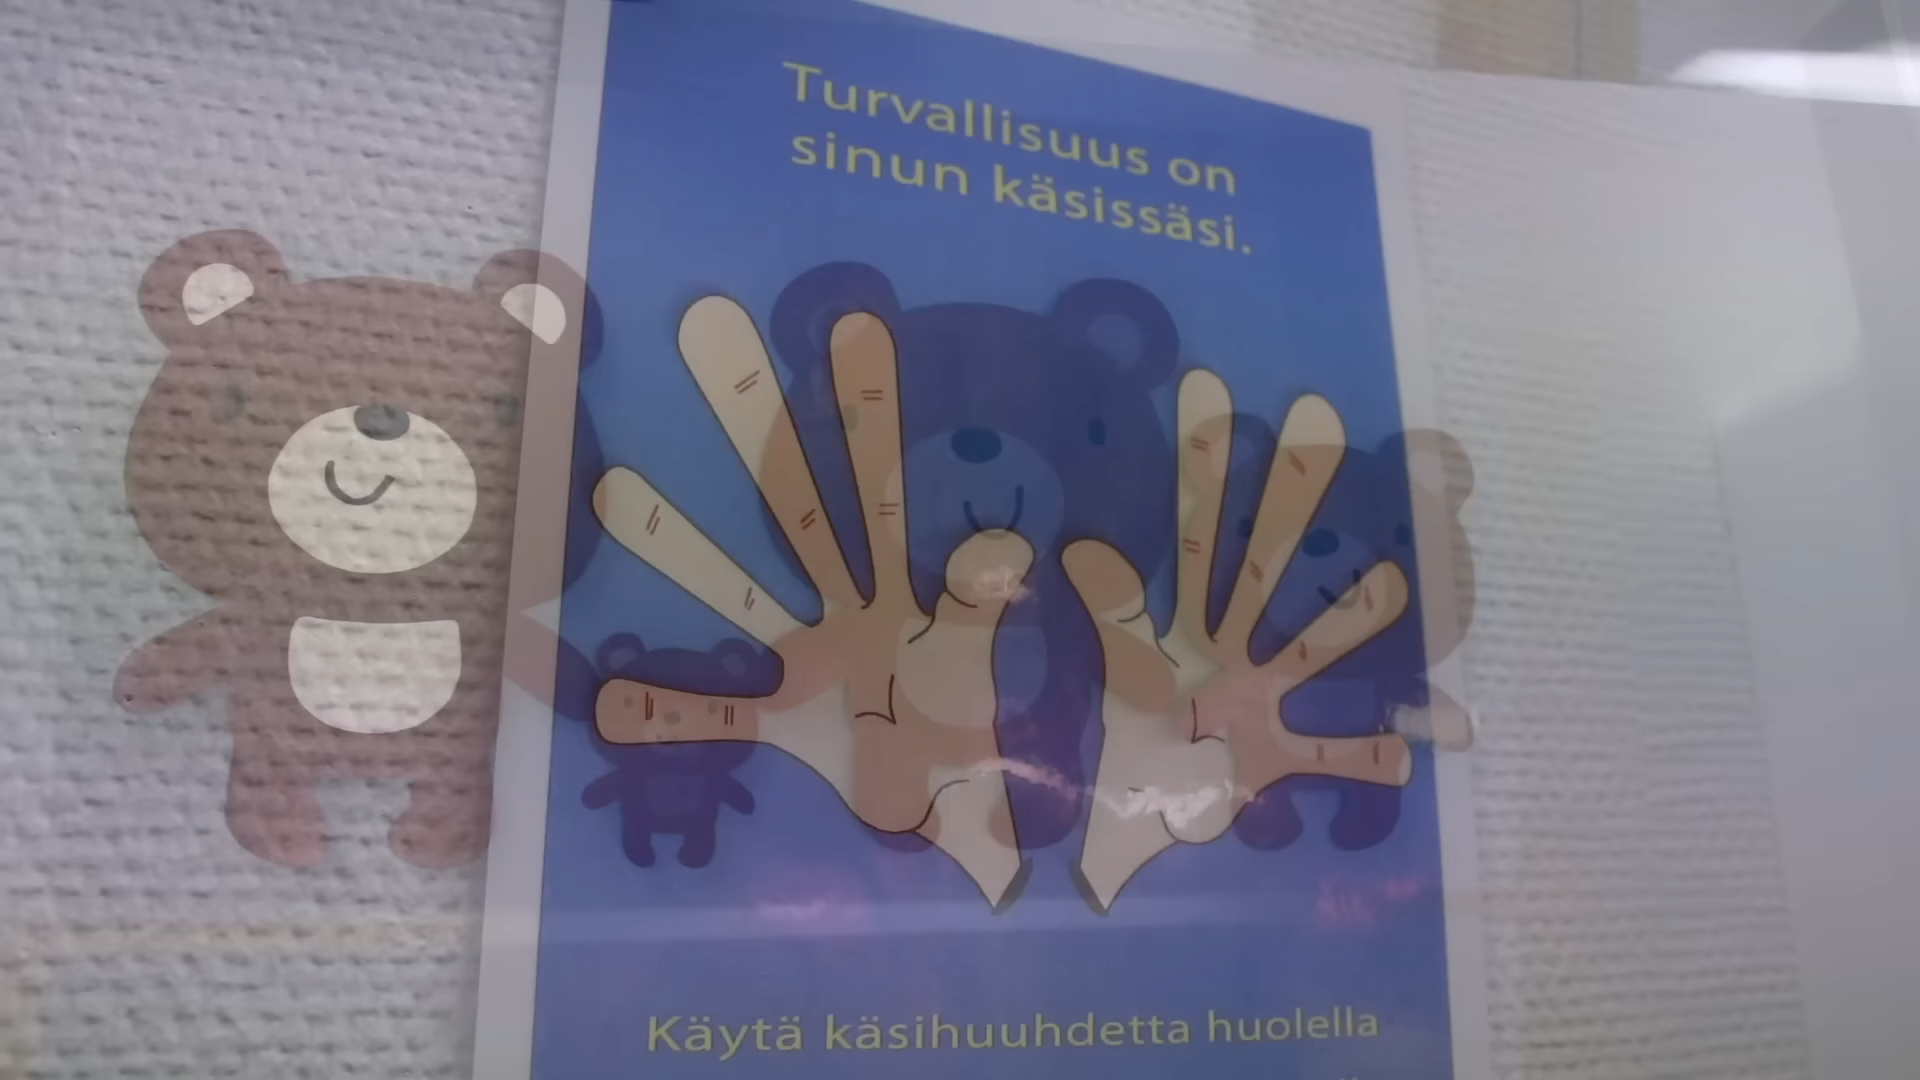 Turvallisuus on
sinun käsissäsi.
Käytä käsihuuhdetta huolella